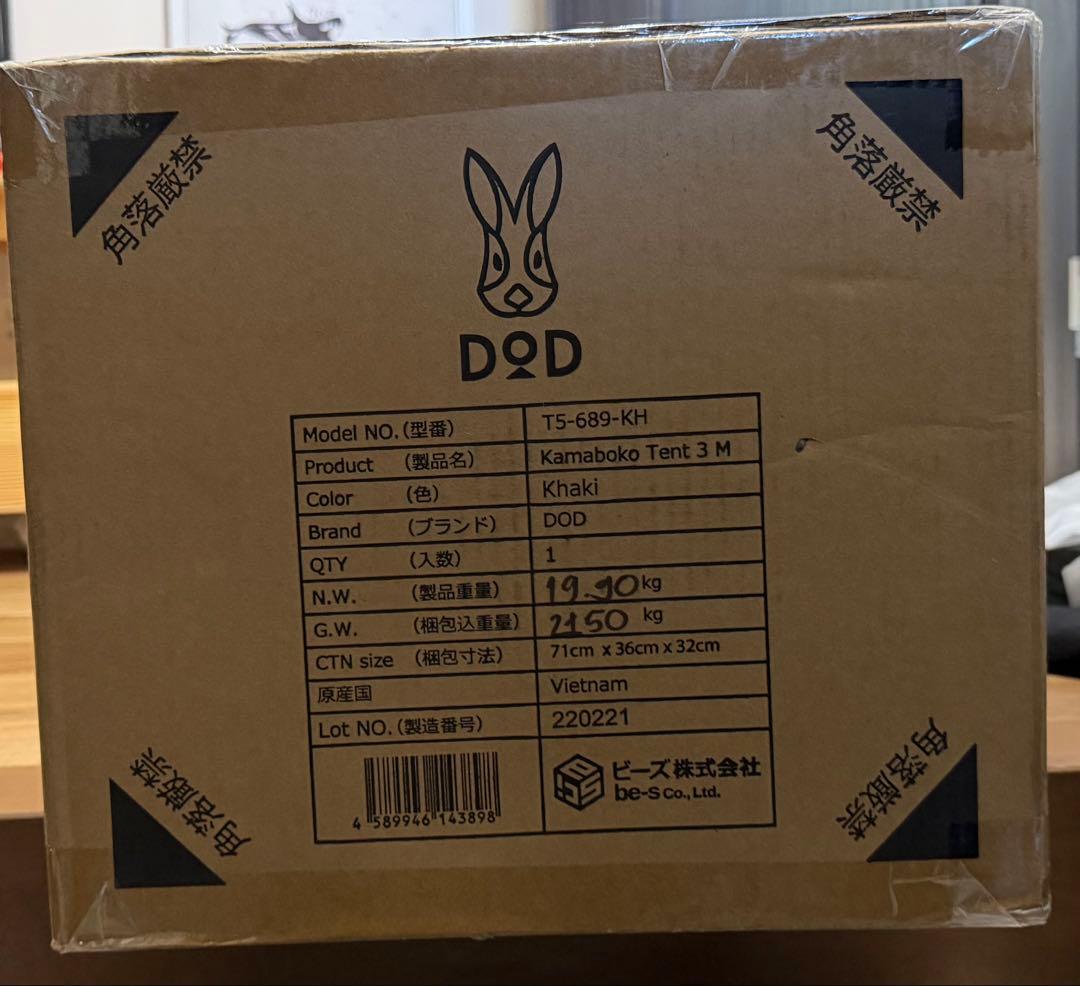 角落厳禁
角落厳禁
DOD
Model NO.(型番) T5-689-KH
Product (製品名) Kamaboko Tent 3 M
Color (色) Khaki
Brand (ブランド) DOD
QTY (入数) 1
N.W. (製品重量) 19.90 kg
G.W. (梱包込重量) 2150 kg
CTN size (梱包寸法) 71cm x 36cm x 32cm
原産国 Vietnam
Lot NO.(製造番号) 220221
4 589946 143898
ビーズ株式会社
be-s Co., Ltd.
角落厳禁
角落厳禁